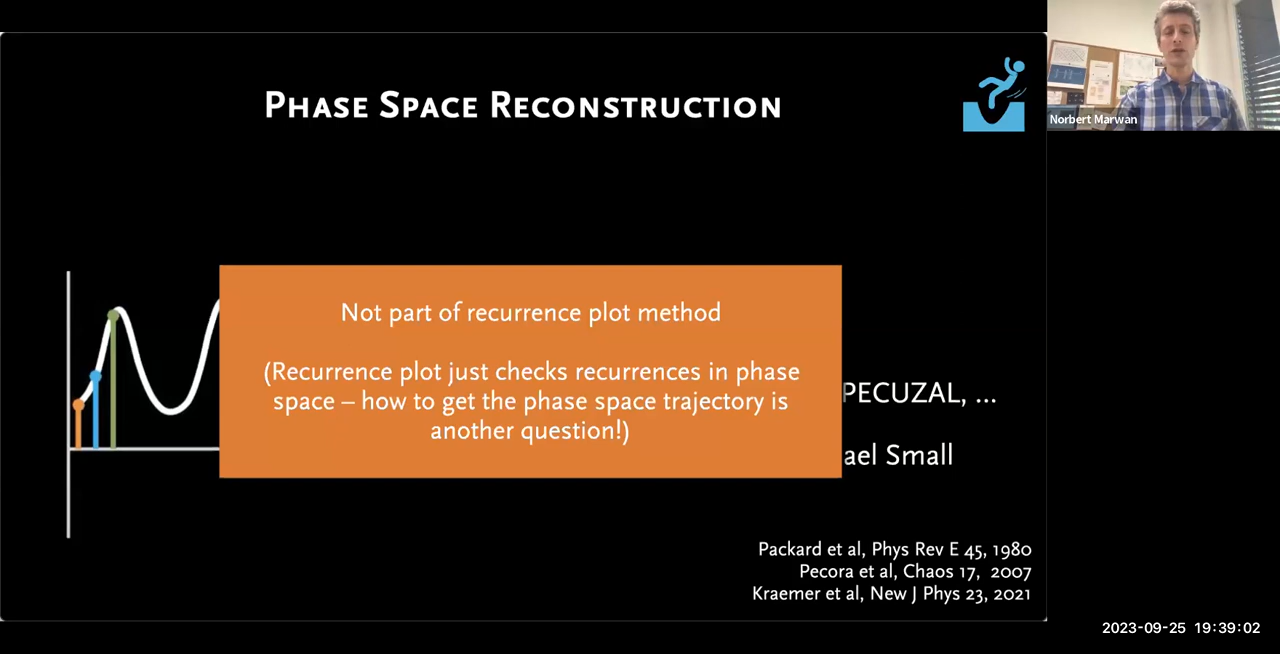 PHASE SPACE RECONSTRUCTION
Norbert Marwan
Not part of recurrence plot method
(Recurrence plot just checks recurrences in phase
space – how to get the phase space trajectory is
another question!)
PECUZAL, ...
ael Small
Packard et al, Phys Rev E 45, 1980
Pecora et al, Chaos 17, 2007
Kraemer et al, New J Phys 23, 2021
2023-09-25 19:39:02